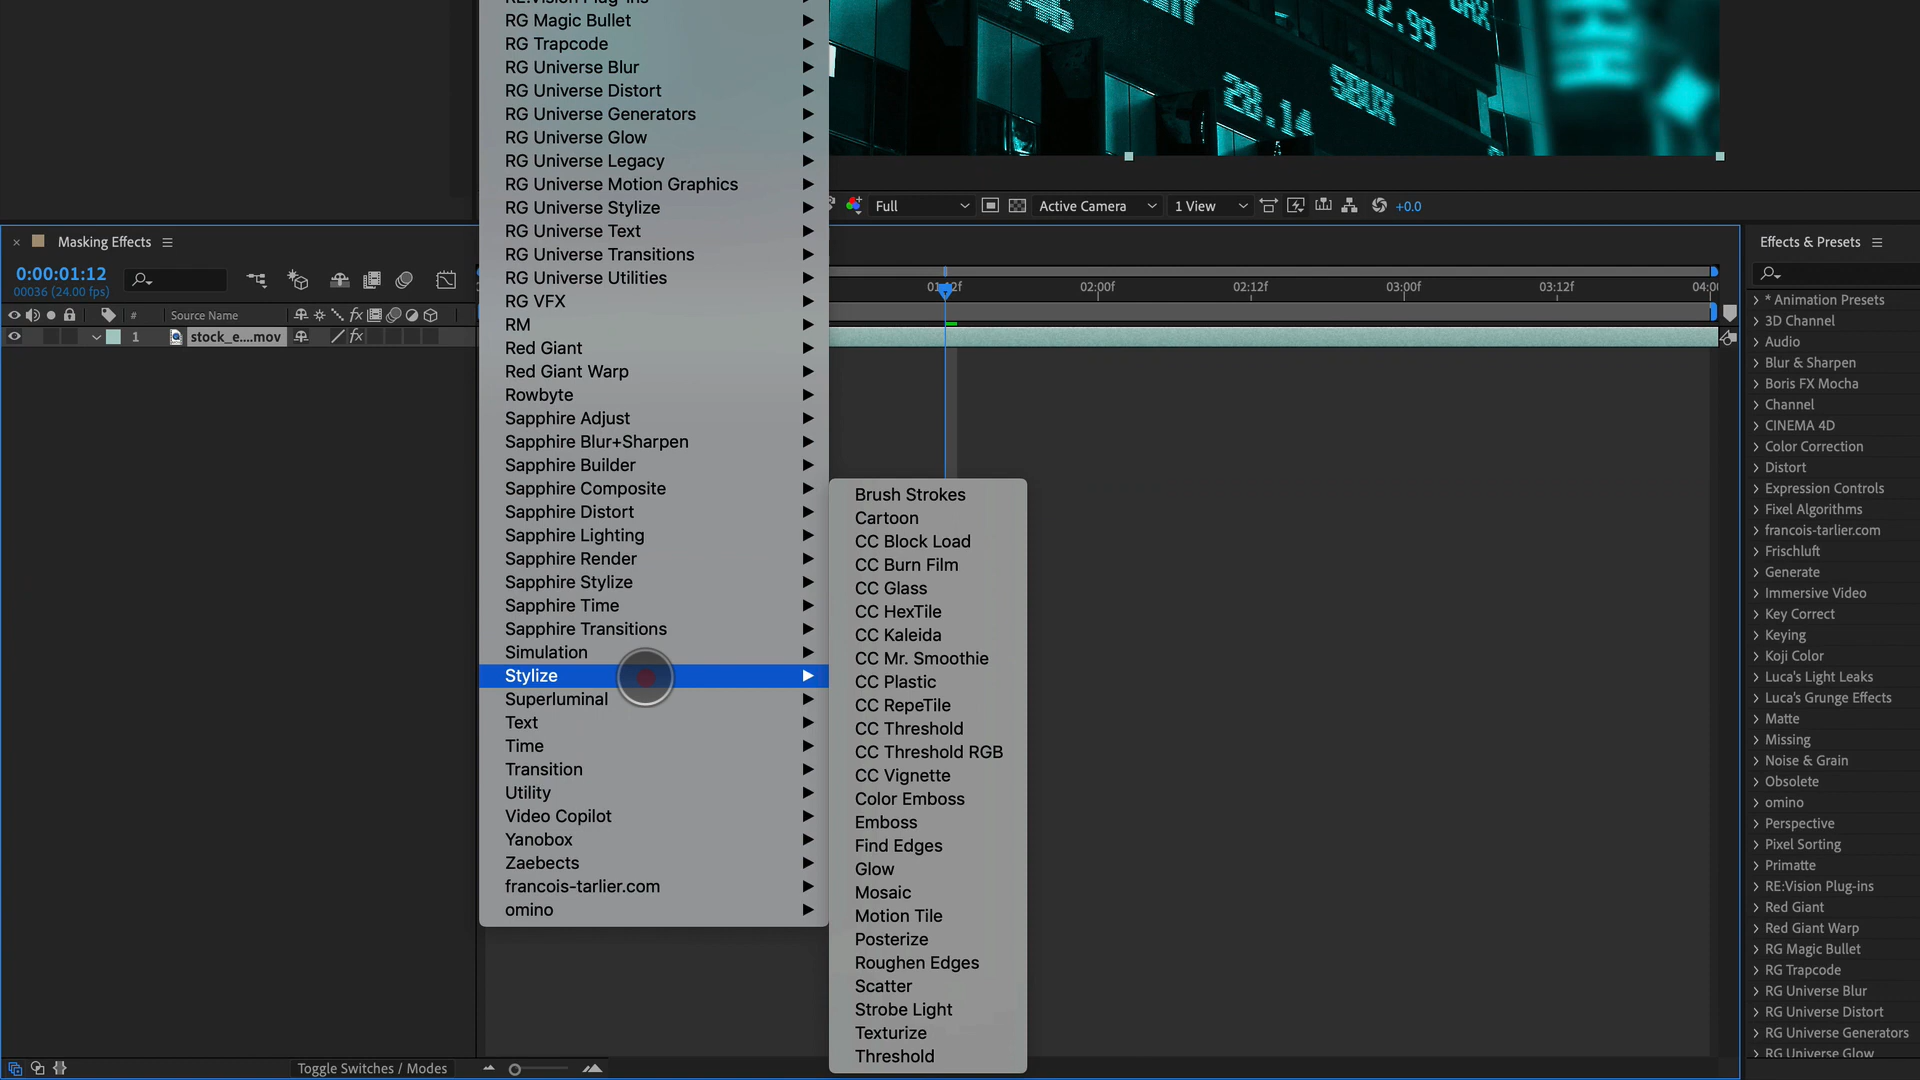 RE:Vision Plug-ins
RG Magic Bullet
RG Trapcode
RG Universe Blur
RG Universe Distort
RG Universe Generators
RG Universe Glow
RG Universe Legacy
RG Universe Motion Graphics
RG Universe Stylize
RG Universe Text
RG Universe Transitions
RG Universe Utilities
RG VFX
RM
Red Giant
Red Giant Warp
Rowbyte
Sapphire Adjust
Sapphire Blur+Sharpen
Sapphire Builder
Sapphire Composite
Sapphire Distort
Sapphire Lighting
Sapphire Render
Sapphire Stylize
Sapphire Time
Sapphire Transitions
Simulation
Stylize
Superluminal
Text
Time
Transition
Utility
Video Copilot
Yanobox
Zaebects
francois-tarlier.com
omino
Brush Strokes
Cartoon
CC Block Load
CC Burn Film
CC Glass
CC HexTile
CC Kaleida
CC Mr. Smoothie
CC Plastic
CC RepeTile
CC Threshold
CC Threshold RGB
CC Vignette
Color Emboss
Emboss
Find Edges
Glow
Mosaic
Motion Tile
Posterize
Roughen Edges
Scatter
Strobe Light
Texturize
Threshold
12.99
28.14 SBUX
Full Active Camera 1 View +0.0
Masking Effects
0:00:01:12
00036 (24.00 fps)
# Source Name
1 stock_e....mov
02:00f 02:12f 03:00f 03:12f
Toggle Switches / Modes
Effects & Presets
* Animation Presets
3D Channel
Audio
Blur & Sharpen
Boris FX Mocha
Channel
CINEMA 4D
Color Correction
Distort
Expression Controls
Fixel Algorithms
francois-tarlier.com
Frischluft
Generate
Immersive Video
Key Correct
Keying
Koji Color
Luca's Light Leaks
Luca's Grunge Effects
Matte
Missing
Noise & Grain
Obsolete
omino
Perspective
Pixel Sorting
Primatte
RE:Vision Plug-ins
Red Giant
Red Giant Warp
RG Magic Bullet
RG Trapcode
RG Universe Blur
RG Universe Distort
RG Universe Generators
RG Universe Glow